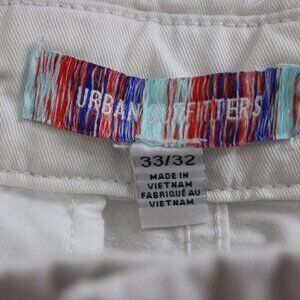 URBAN OUTFITTERS
33/32
MADE IN
VIETNAM
FABRIQUÉ AU
VIETNAM